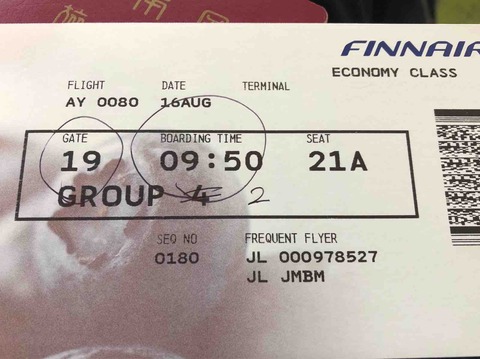 FINNAIR
ECONOMY CLASS
FLIGHT DATE TERMINAL
AY 0080 16AUG
GATE BOARDING TIME SEAT
19 09:50 21A
GROUP 4 2
SEQ NO FREQUENT FLYER
0180 JL 000978527
JL JMBM